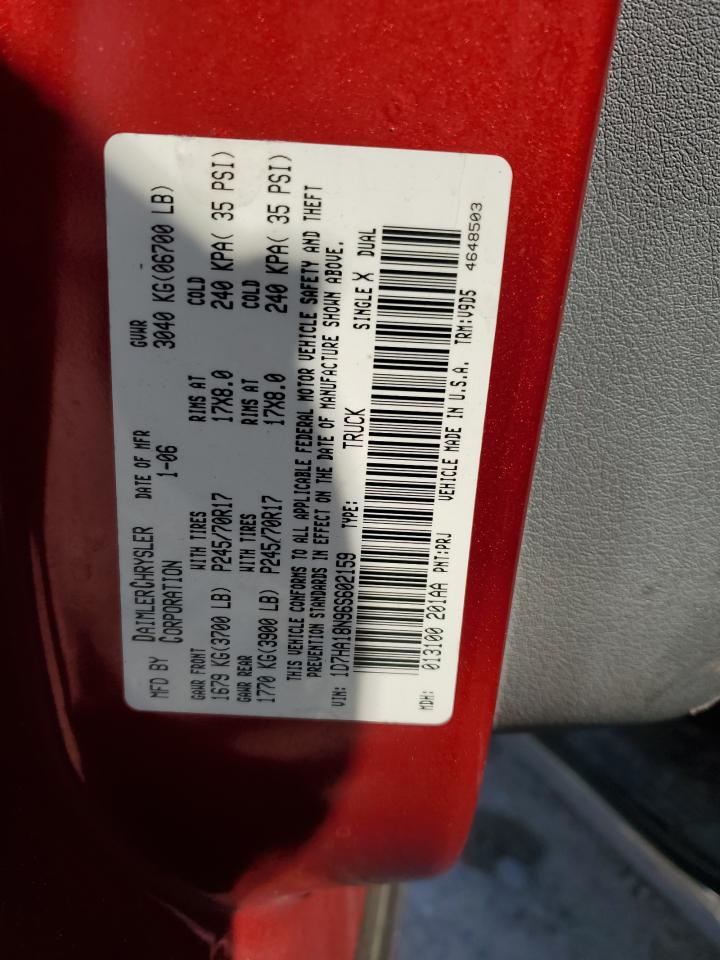 MFD BY DAIMLERCHRYSLER CORPORATION DATE OF MFR 1-06 GVWR 3040 KG(06700 LB)
GAWR FRONT WITH TIRES RIMS AT COLD
1679 KG(3700 LB) P245/70R17 17X8.0 240 KPA( 35 PSI)
GAWR REAR WITH TIRES RIMS AT COLD
1770 KG(3900 LB) P245/70R17 17X8.0 240 KPA( 35 PSI)
THIS VEHICLE CONFORMS TO ALL APPLICABLE FEDERAL MOTOR VEHICLE SAFETY AND THEFT
PREVENTION STANDARDS IN EFFECT ON THE DATE OF MANUFACTURE SHOWN ABOVE.
VIN: 1D7HA18N96S602159 TYPE: TRUCK SINGLE X DUAL
MDH: 013100 201AA PNT:PRJ VEHICLE MADE IN U.S.A. TRM:V9D5
4648503